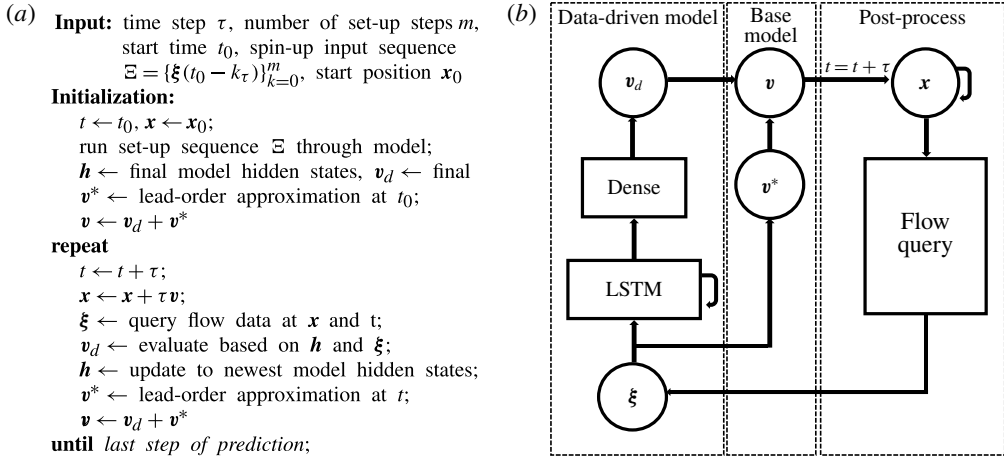 (a) Input: time step τ, number of set-up steps m,
start time t₀, spin-up input sequence
Ξ = {ξ(t₀ − kτ)}ᵐₖ₌₀, start position x₀
Initialization:
t ← t₀, x ← x₀;
run set-up sequence Ξ through model;
h ← final model hidden states, v_d ← final
v* ← lead-order approximation at t₀;
v ← v_d + v*
repeat
t ← t + τ;
x ← x + τv;
ξ ← query flow data at x and t;
v_d ← evaluate based on h and ξ;
h ← update to newest model hidden states;
v* ← lead-order approximation at t;
v ← v_d + v*
until last step of prediction;
(b)
Data-driven model
Base
model
Post-process
v_d
v
t = t + τ
x
Dense
v*
Flow
query
LSTM
ξ